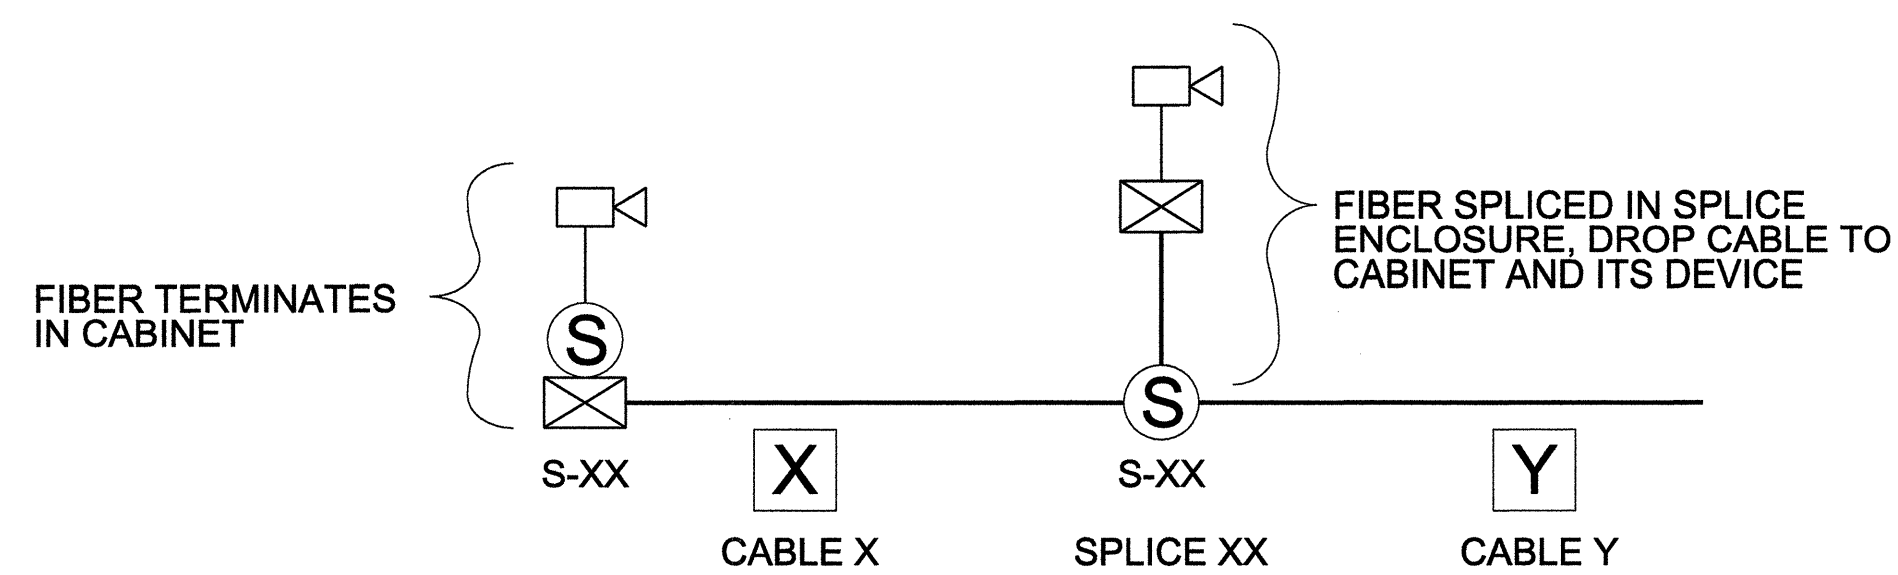 FIBER SPLICED IN SPLICE
ENCLOSURE, DROP CABLE TO
CABINET AND ITS DEVICE
FIBER TERMINATES
IN CABINET
S
S
S-XX
X
S-XX
Y
CABLE X
SPLICE XX
CABLE Y